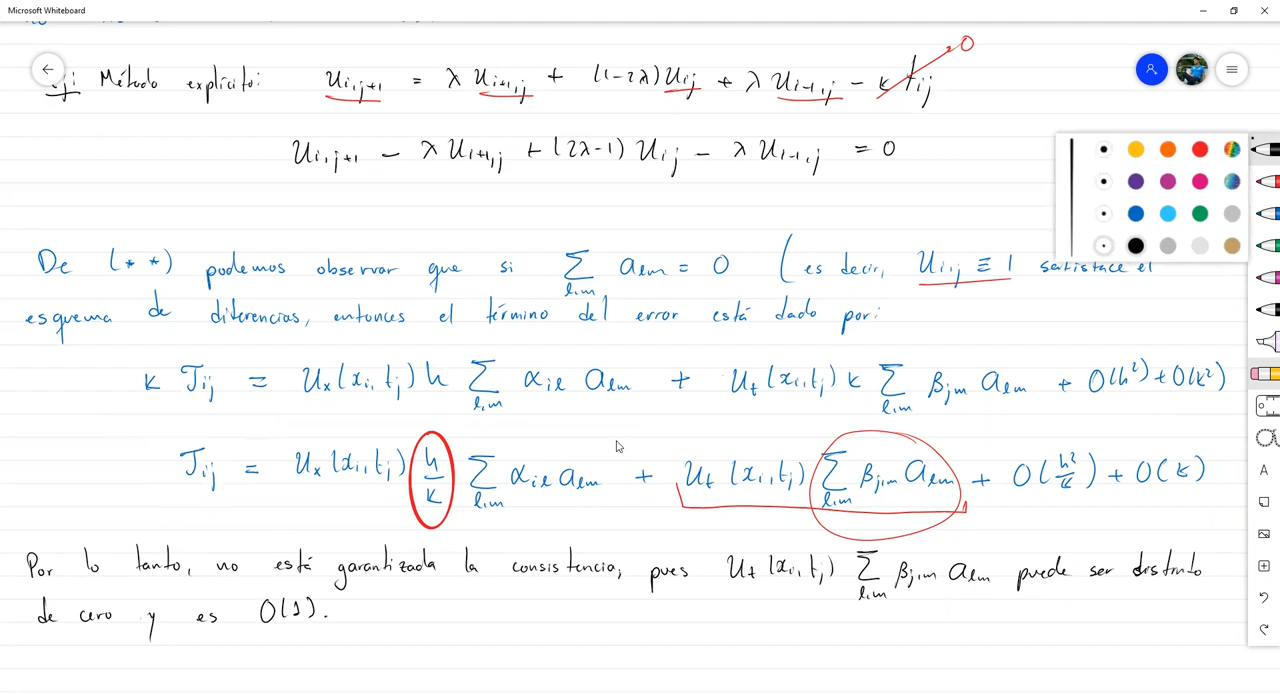 Microsoft Whiteboard
Ej: Método explícito: U_{i,j+1} = λ U_{i+1,j} + (1-2λ) U_{ij} + λ U_{i-1,j} - k f_{ij} → 0
U_{i,j+1} - λ U_{i+1,j} + (2λ-1) U_{ij} - λ U_{i-1,j} = 0
De (**) podemos observar que si Σ_{l,m} a_{lm} = 0 (es decir, U_{i,j} ≡ 1 satisface el
esquema de diferencias, entonces el término del error está dado por:
k T_{ij} = U_x(x_i,t_j) h Σ_{l,m} α_{il} a_{lm} + U_t(x_i,t_j) k Σ_{l,m} β_{jm} a_{lm} + O(h²) + O(k²)
T_{ij} = U_x(x_i,t_j) h/k Σ_{l,m} α_{il} a_{lm} + U_t(x_i,t_j) Σ_{l,m} β_{j,m} a_{lm} + O(h²/k) + O(k)
Por lo tanto, no está garantizada la consistencia, pues U_t(x_i,t_j) Σ_{l,m} β_{j,m} a_{lm} puede ser distinto
de cero y es O(1).
A